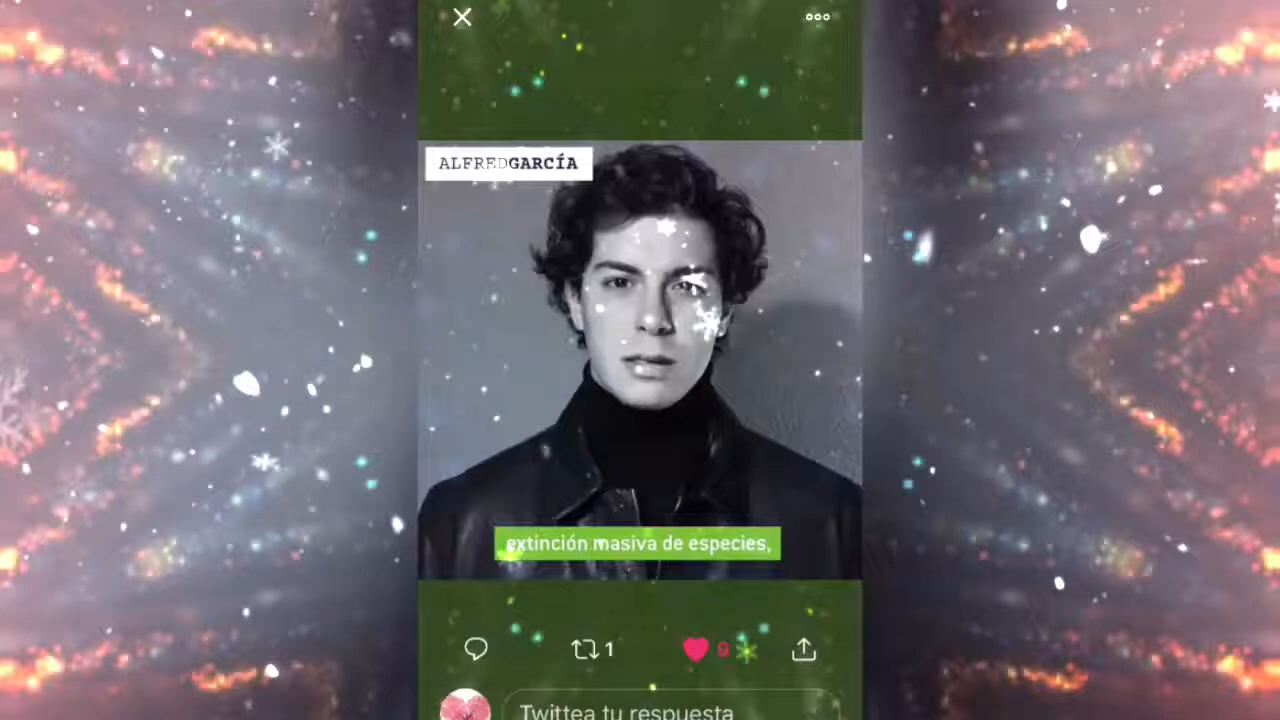 ALFREDGARCÍA
extinción masiva de especies,
1
9
Twittea tu respuesta